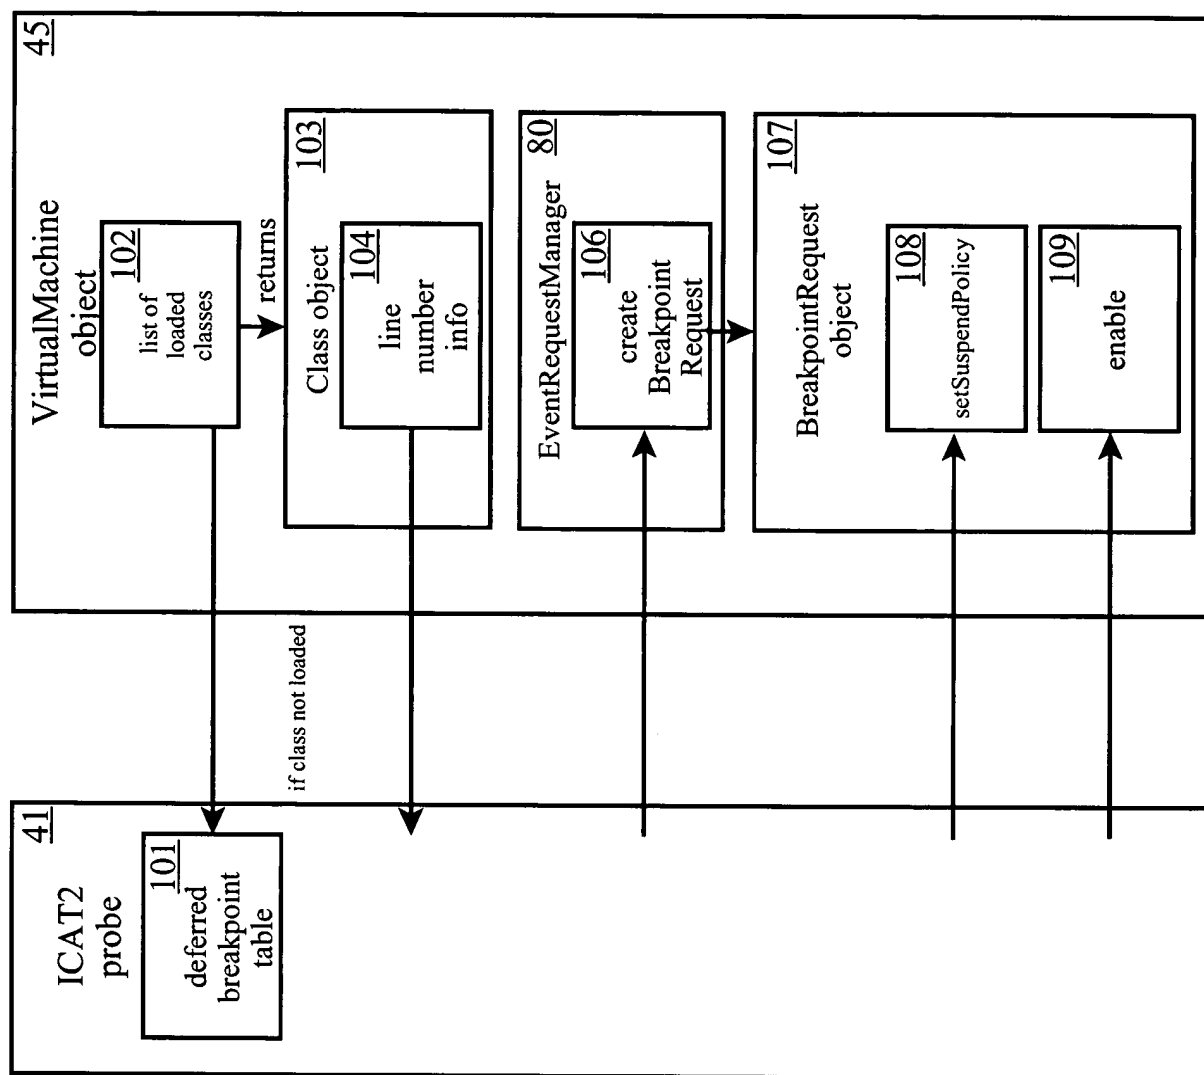 ICAT2
probe
41
deferred
breakpoint
table
101
if class not loaded
VirtualMachine
object
45
list of
loaded
classes
102
returns
Class object
103
line
number
info
104
EventRequestManager
80
create
Breakpoint
Request
106
BreakpointRequest
object
107
setSuspendPolicy
108
enable
109